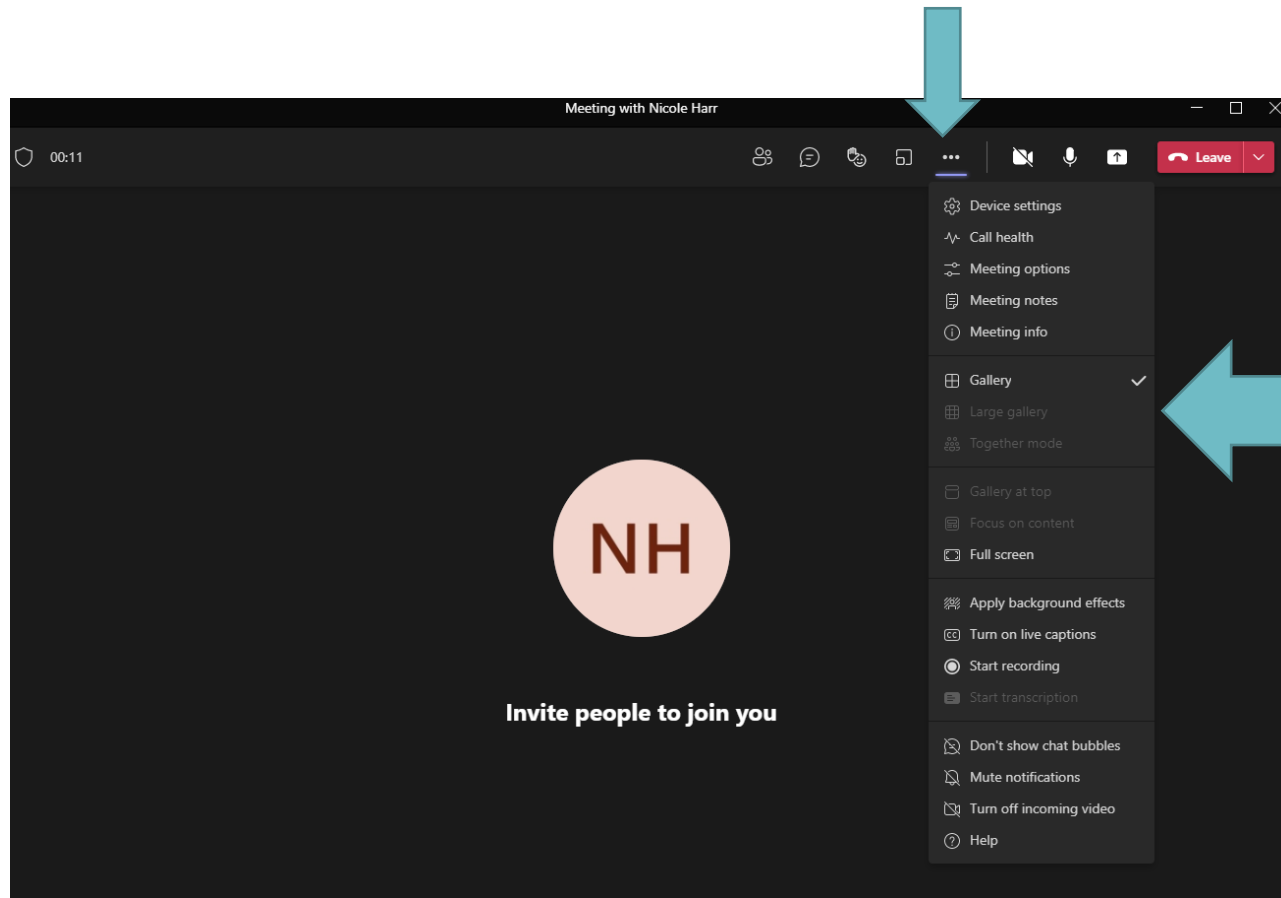 Meeting with Nicole Harr
00:11
Leave
Device settings
Call health
Meeting options
Meeting notes
Meeting info
Gallery
Large gallery
Together mode
Gallery at top
Focus on content
Full screen
Apply background effects
CC Turn on live captions
Start recording
Start transcription
Don't show chat bubbles
Mute notifications
Turn off incoming video
Help
NH
Invite people to join you